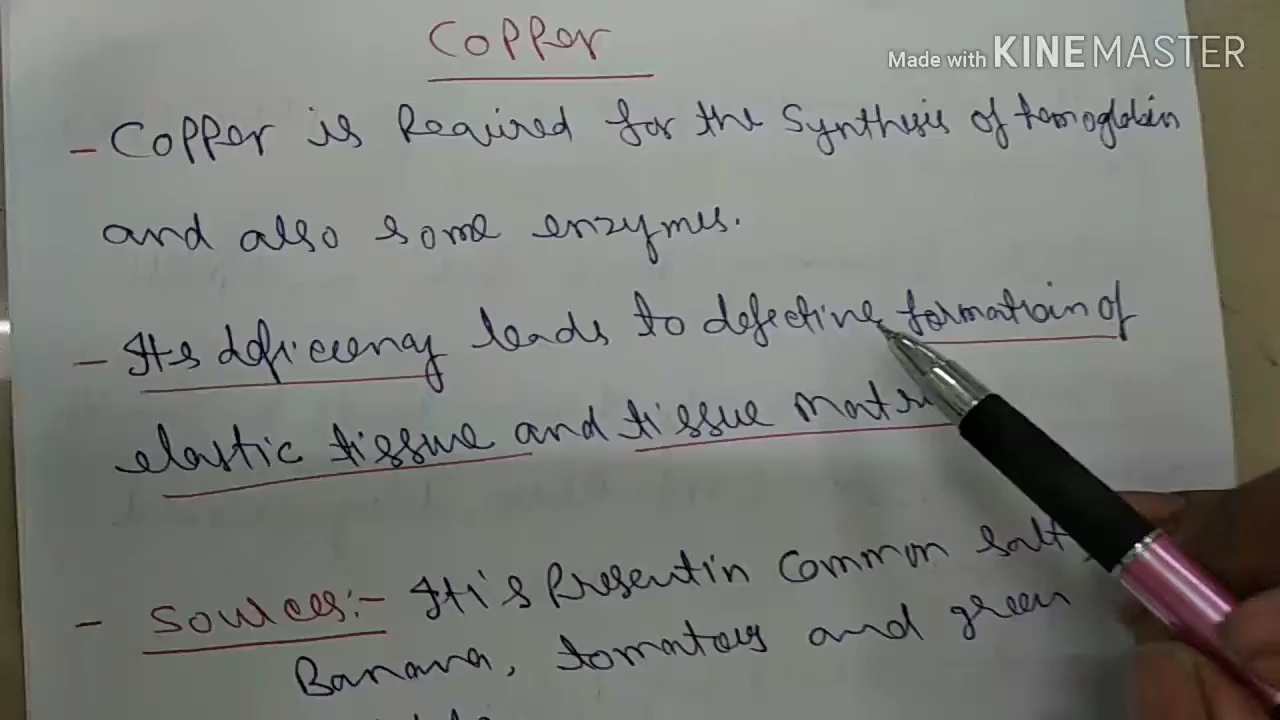 Copper
Made with KINEMASTER
- Copper is Required for the Synthesis of hemoglobin
and also some enzymes.
- Its deficiency leads to defective formation of
elastic tissue and tissue
- Sources:- It is Present in Common salt,
Banana, tomatoes and green